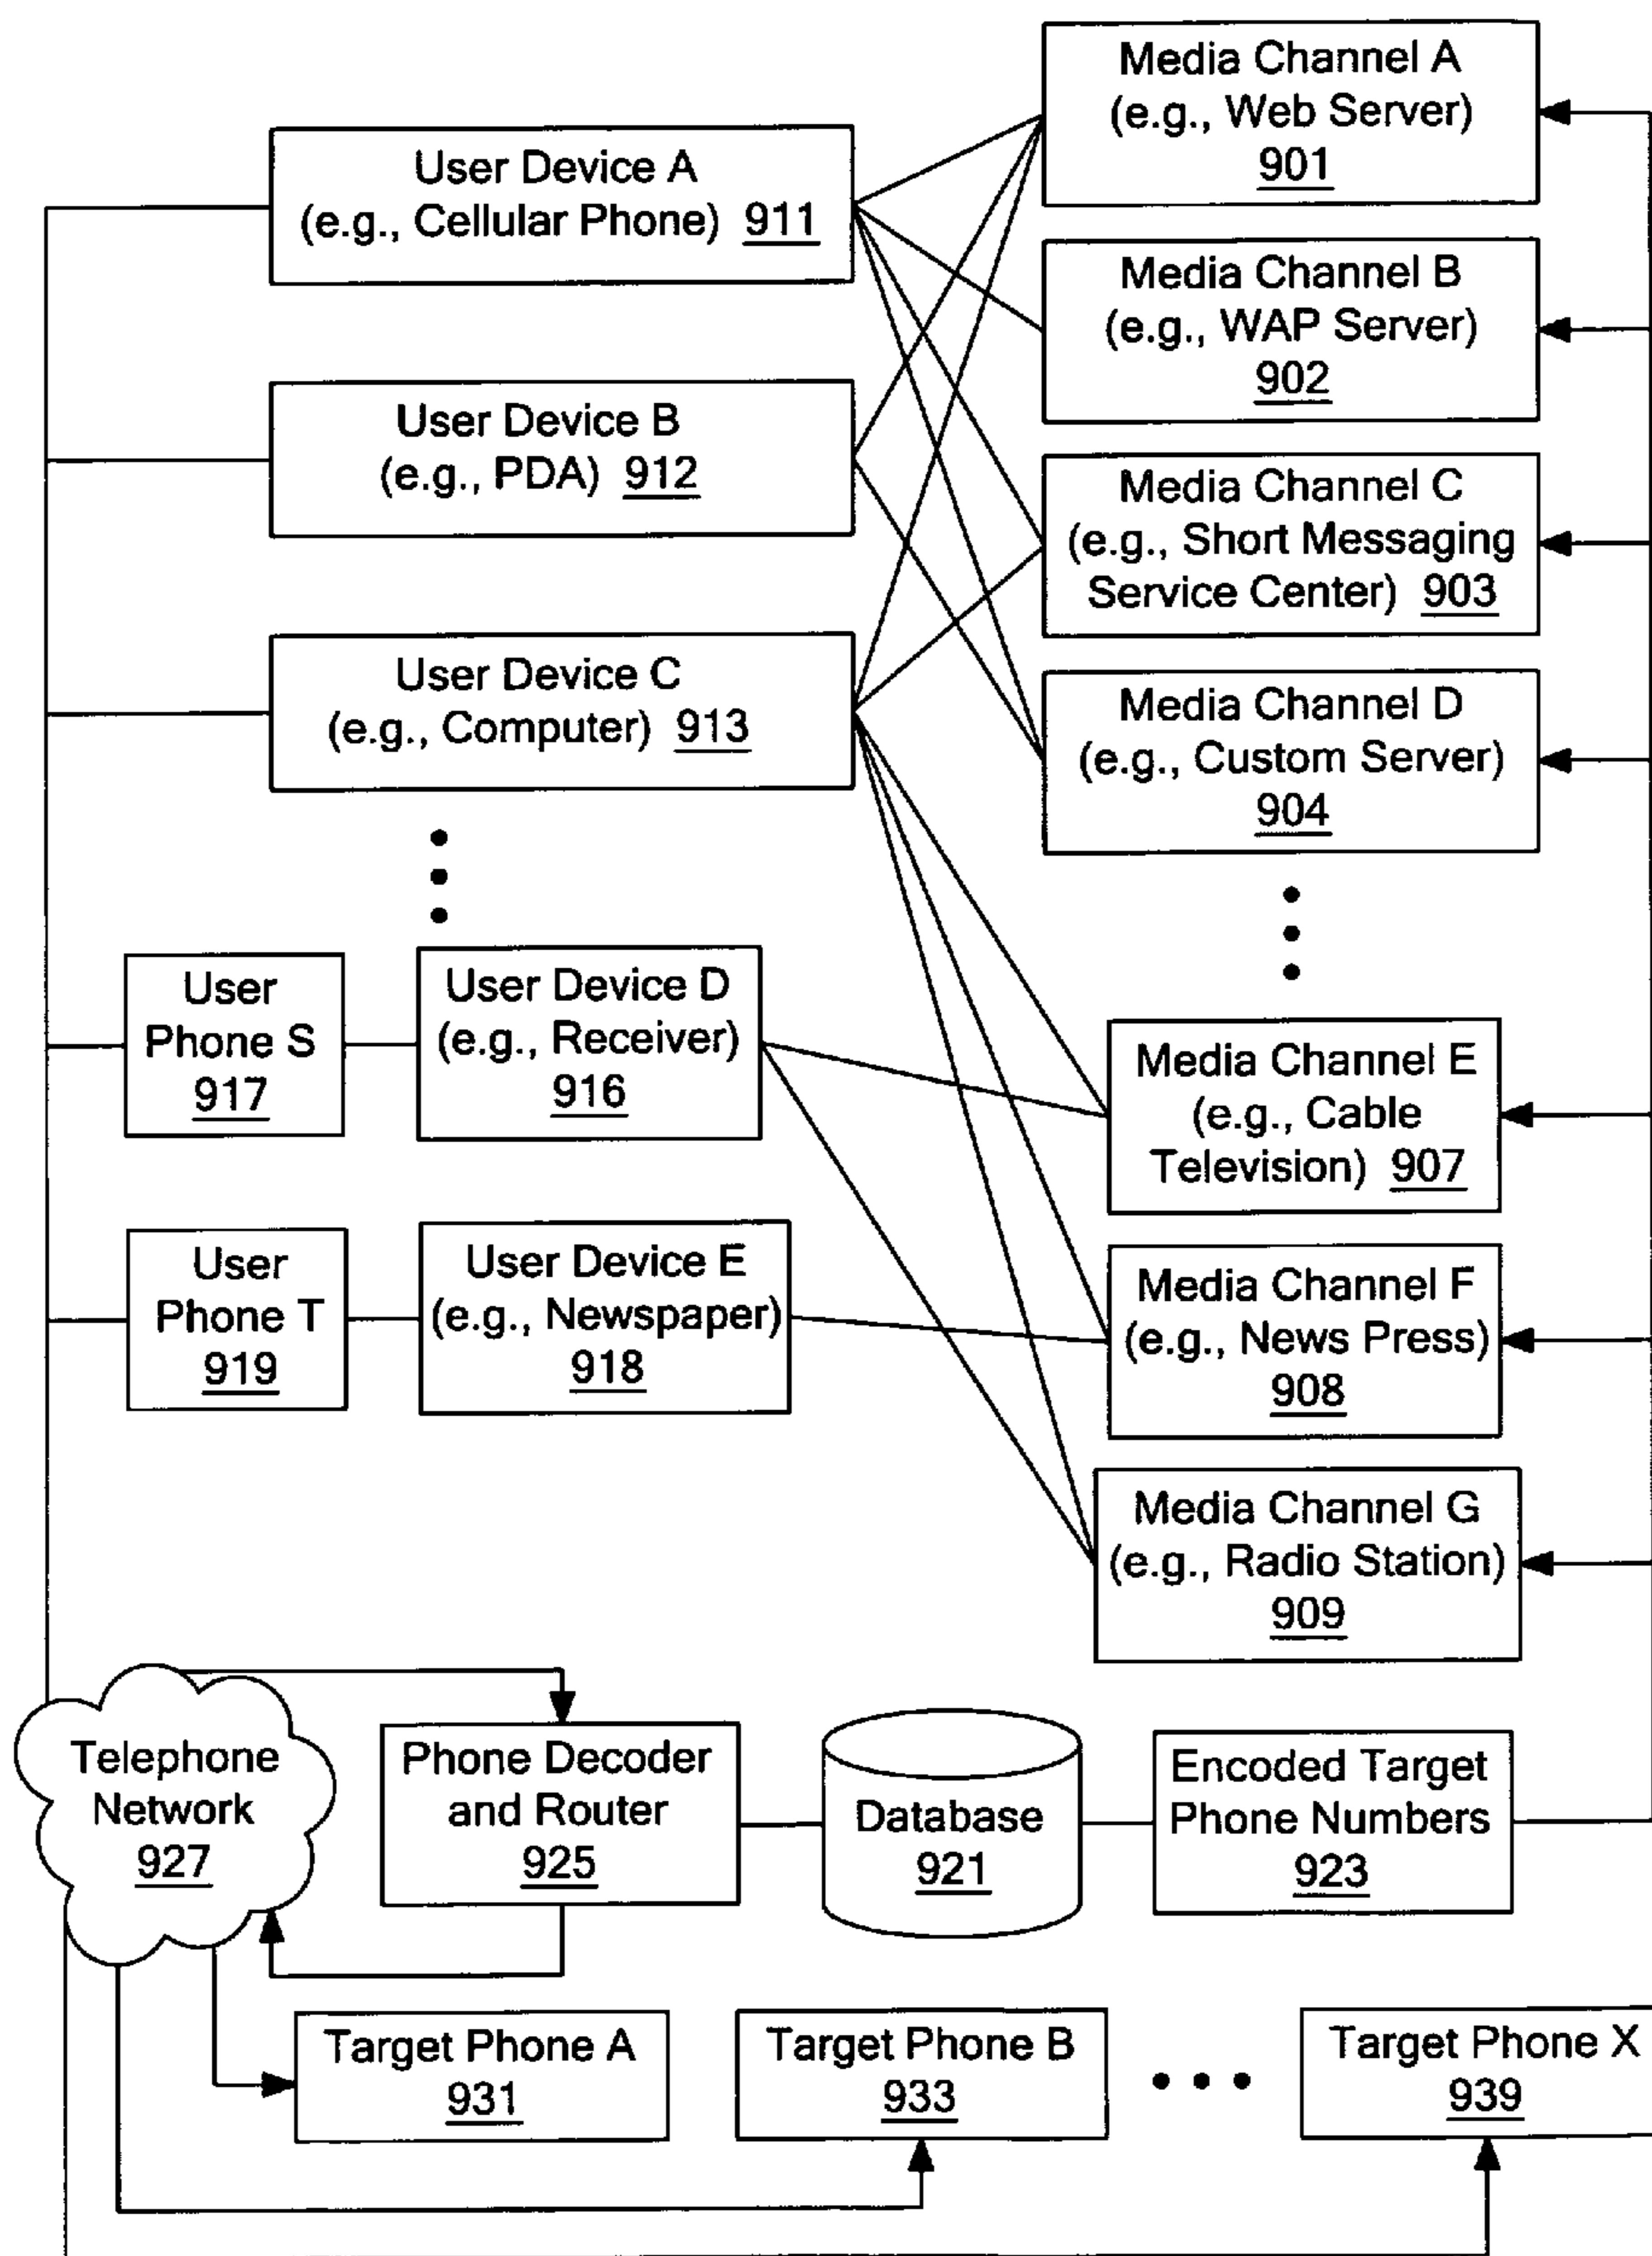 Media Channel A
(e.g., Web Server)
901
User Device A
(e.g., Cellular Phone) 911
Media Channel B
(e.g., WAP Server)
902
User Device B
(e.g., PDA) 912
Media Channel C
(e.g., Short Messaging
Service Center) 903
User Device C
(e.g., Computer) 913
Media Channel D
(e.g., Custom Server)
904
User
Phone S
917
User Device D
(e.g., Receiver)
916
Media Channel E
(e.g., Cable
Television) 907
User
Phone T
919
User Device E
(e.g., Newspaper)
918
Media Channel F
(e.g., News Press)
908
Media Channel G
(e.g., Radio Station)
909
Telephone
Network
927
Phone Decoder
and Router
925
Database
921
Encoded Target
Phone Numbers
923
Target Phone A
931
Target Phone B
933
Target Phone X
939